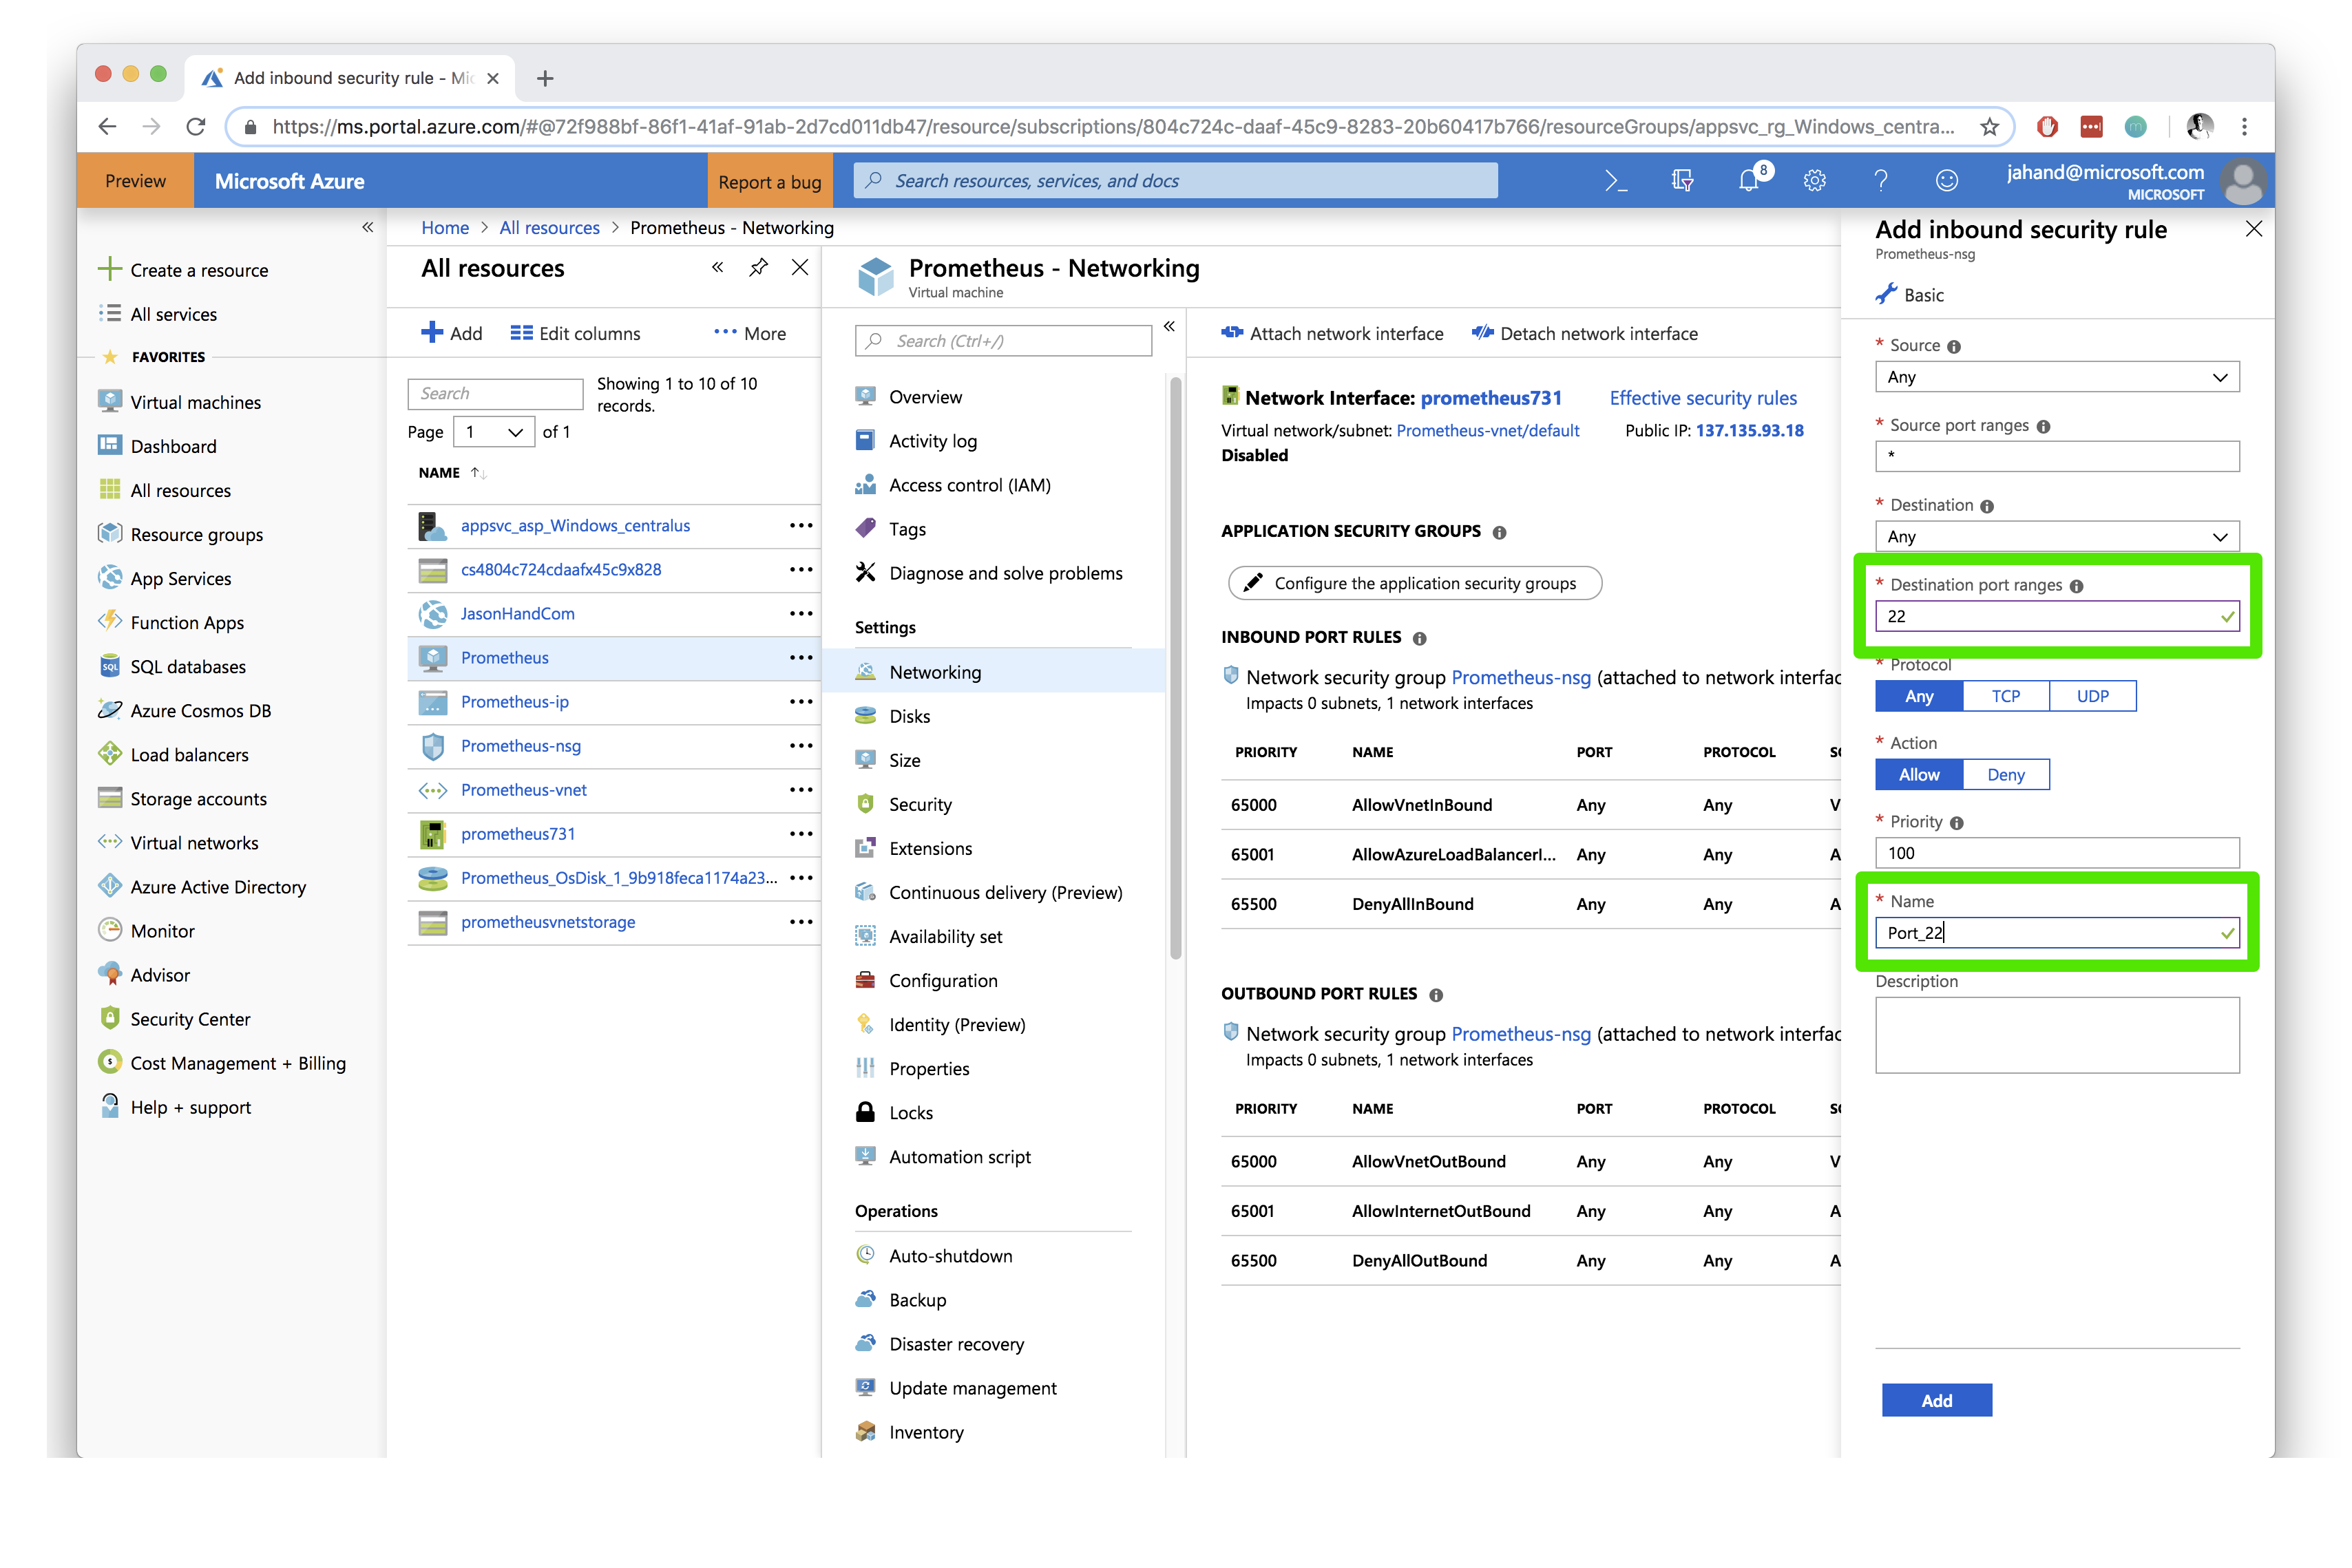 Add inbound security rule - Mic
https://ms.portal.azure.com/#@72f988bf-86f1-41af-91ab-2d7cd011db47/resource/subscriptions/804c724c-daaf-45c9-8283-20b60417b766/resourceGroups/appsvc_rg_Windows_centra...
m
Preview
Microsoft Azure
Report a bug
Search resources, services, and docs
8
jahand@microsoft.com
MICROSOFT
Create a resource
All services
FAVORITES
Virtual machines
Dashboard
All resources
Resource groups
App Services
Function Apps
SQL databases
Azure Cosmos DB
Load balancers
Storage accounts
Virtual networks
Azure Active Directory
Monitor
Advisor
Security Center
Cost Management + Billing
Help + support
Home > All resources > Prometheus - Networking
All resources
Add
Edit columns
More
Search
Showing 1 to 10 of 10
records.
Page 1 of 1
NAME
appsvc_asp_Windows_centralus
cs4804c724cdaafx45c9x828
JasonHandCom
Prometheus
Prometheus-ip
Prometheus-nsg
Prometheus-vnet
prometheus731
Prometheus_OsDisk_1_9b918feca1174a23...
prometheusvnetstorage
Prometheus - Networking
Virtual machine
Search (Ctrl+/)
Overview
Activity log
Access control (IAM)
Tags
Diagnose and solve problems
Settings
Networking
Disks
Size
Security
Extensions
Continuous delivery (Preview)
Availability set
Configuration
Identity (Preview)
Properties
Locks
Automation script
Operations
Auto-shutdown
Backup
Disaster recovery
Update management
Inventory
Attach network interface
Detach network interface
Network Interface: prometheus731
Effective security rules
Virtual network/subnet: Prometheus-vnet/default
Public IP: 137.135.93.18
Disabled
APPLICATION SECURITY GROUPS
Configure the application security groups
INBOUND PORT RULES
Network security group Prometheus-nsg (attached to network interfac
Impacts 0 subnets, 1 network interfaces
PRIORITY NAME PORT PROTOCOL
65000 AllowVnetInBound Any Any V
65001 AllowAzureLoadBalancerI... Any Any A
65500 DenyAllInBound Any Any A
OUTBOUND PORT RULES
Network security group Prometheus-nsg (attached to network interfac
Impacts 0 subnets, 1 network interfaces
PRIORITY NAME PORT PROTOCOL
65000 AllowVnetOutBound Any Any V
65001 AllowInternetOutBound Any Any A
65500 DenyAllOutBound Any Any A
Add inbound security rule
Prometheus-nsg
Basic
* Source
Any
* Source port ranges
*
* Destination
Any
* Destination port ranges
22
* Protocol
Any TCP UDP
* Action
Allow Deny
* Priority
100
* Name
Port_22
Description
Add